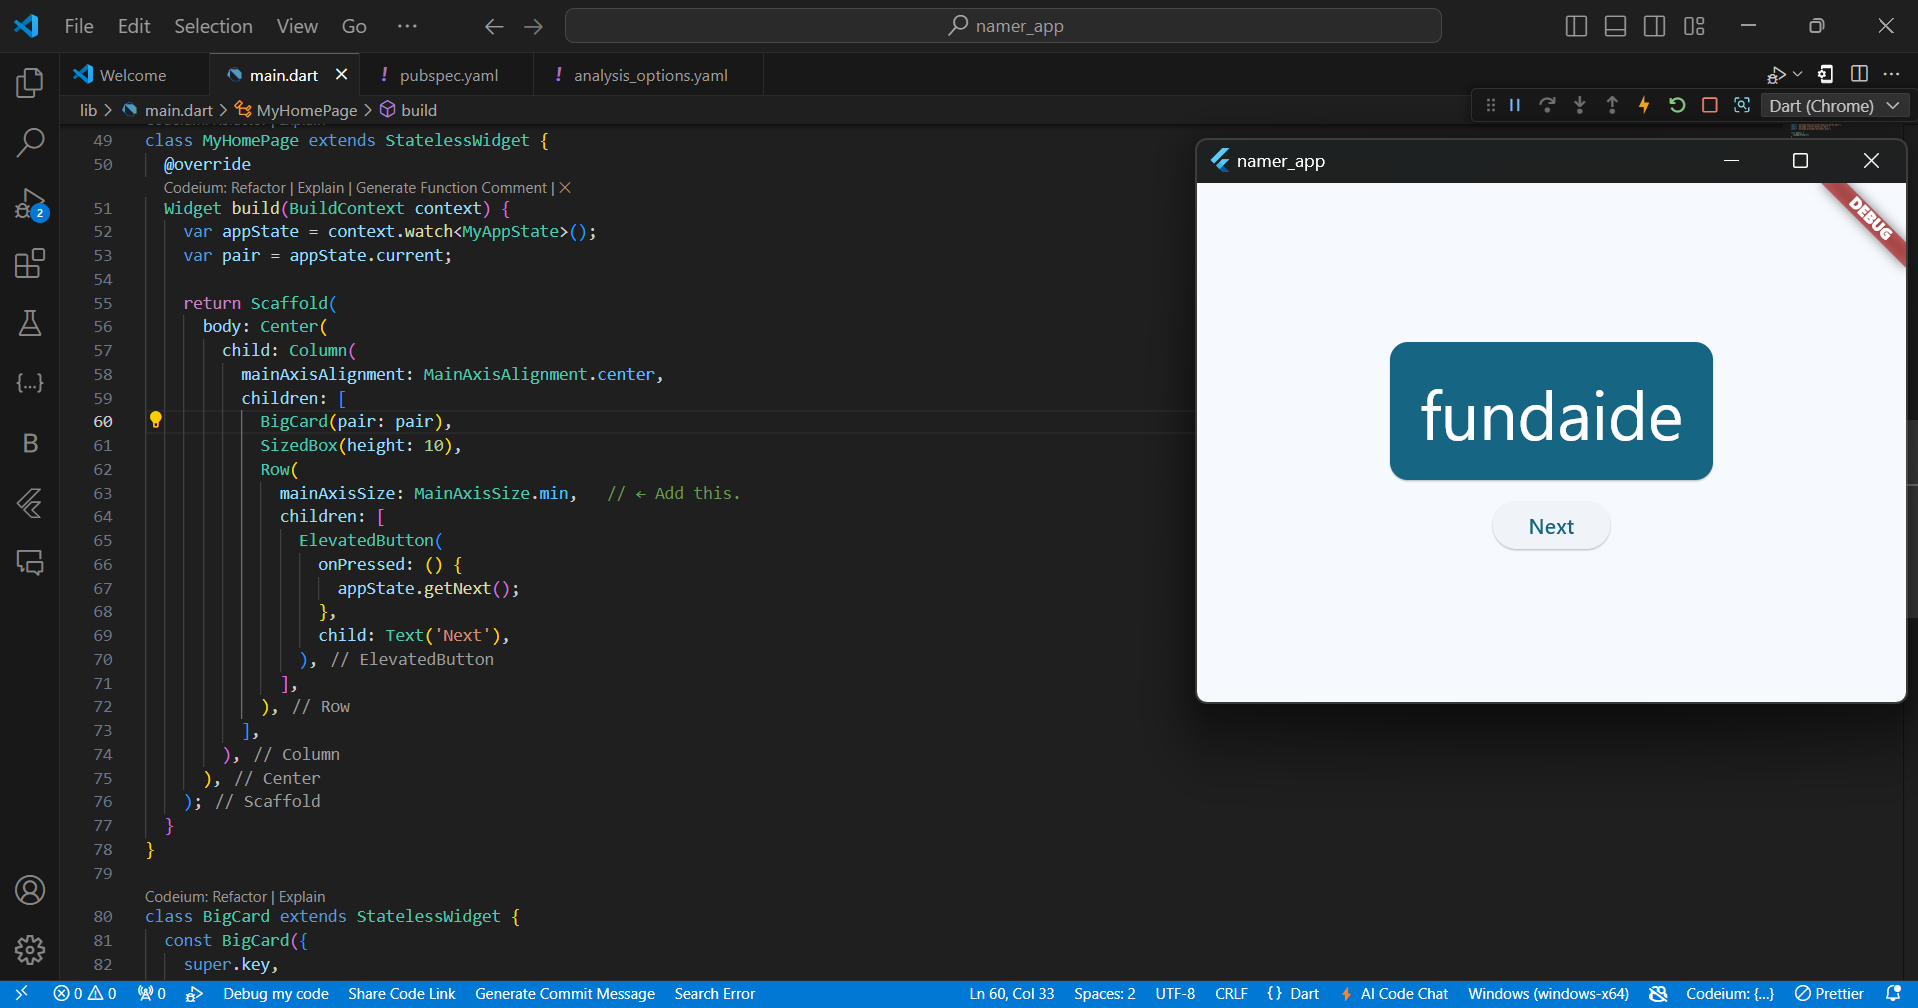 File Edit Selection View Go ··· namer_app
Welcome main.dart pubspec.yaml analysis_options.yaml
lib > main.dart > MyHomePage > build
Dart (Chrome)
49 class MyHomePage extends StatelessWidget {
50 @override
Codeium: Refactor | Explain | Generate Function Comment | ×
51 Widget build(BuildContext context) {
52 var appState = context.watch<MyAppState>();
53 var pair = appState.current;
54
55 return Scaffold(
56 body: Center(
57 child: Column(
58 mainAxisAlignment: MainAxisAlignment.center,
59 children: [
60 BigCard(pair: pair),
61 SizedBox(height: 10),
62 Row(
63 mainAxisSize: MainAxisSize.min, // ← Add this.
64 children: [
65 ElevatedButton(
66 onPressed: () {
67 appState.getNext();
68 },
69 child: Text('Next'),
70 ), // ElevatedButton
71 ],
72 ), // Row
73 ],
74 ), // Column
75 ), // Center
76 ); // Scaffold
77 }
78 }
79
Codeium: Refactor | Explain
80 class BigCard extends StatelessWidget {
81 const BigCard({
82 super.key,
namer_app
DEBUG
fundaide
Next
2
0 0 0 Debug my code Share Code Link Generate Commit Message Search Error Ln 60, Col 33 Spaces: 2 UTF-8 CRLF {} Dart AI Code Chat Windows (windows-x64) Codeium: {...} Prettier